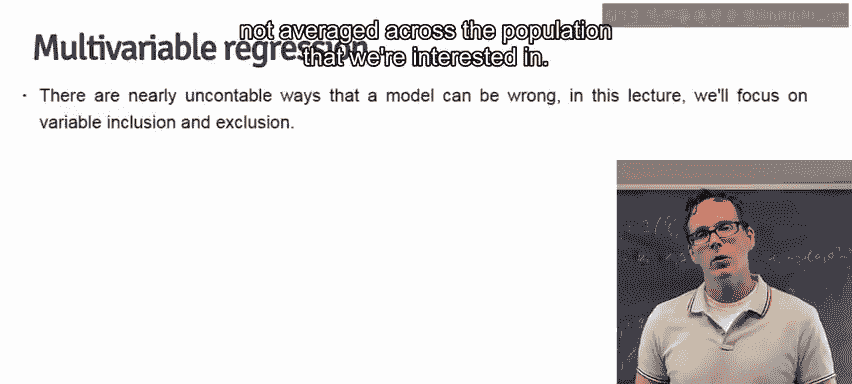 not averaged across the population
that we're interested in.
Multivariable regression
· There are nearly uncontable ways that a model can be wrong, in this lecture, we'll focus on
variable inclusion and exclusion.